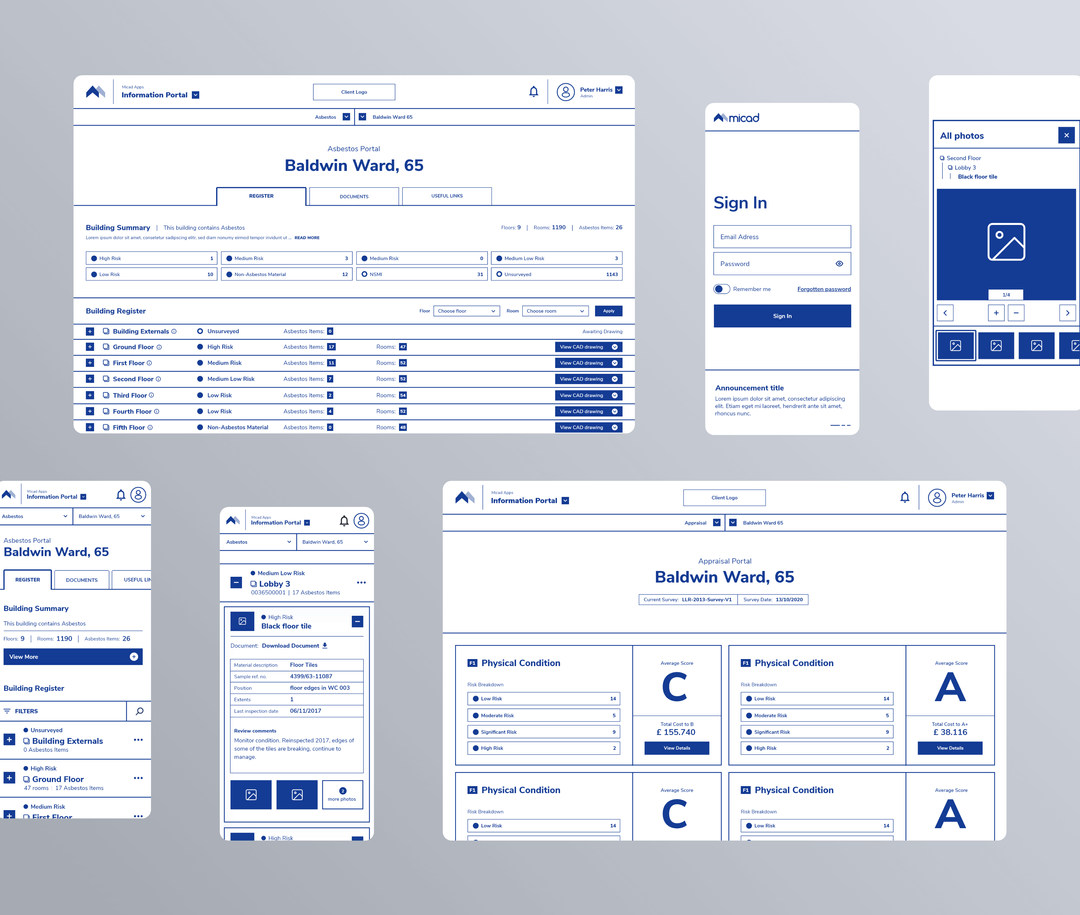 Micad Apps
Information Portal
Client Logo
Peter Harris
Admin
Asbestos
Baldwin Ward 65
Asbestos Portal
Baldwin Ward, 65
REGISTER
DOCUMENTS
USEFUL LINKS
Building Summary | This building contains Asbestos
Floors: 9 | Rooms: 1190 | Asbestos Items: 26
Lorem ipsum dolor sit amet, consetetur sadipscing elitr, sed diam nonumy eirmod tempor invidunt ut ... READ MORE
High Risk 1
Medium Risk 3
Medium Risk 0
Medium Low Risk 3
Low Risk 10
Non-Asbestos Material 12
NSMI 31
Unsurveyed 1143
Building Register
Floor Choose floor
Room Choose room
Apply
Building Externals Unsurveyed Asbestos Items: 0 Awaiting Drawing
Ground Floor High Risk Asbestos Items: 17 Rooms: 47 View CAD drawing
First Floor Medium Risk Asbestos Items: 11 Rooms: 52 View CAD drawing
Second Floor Medium Low Risk Asbestos Items: 7 Rooms: 52 View CAD drawing
Third Floor Low Risk Asbestos Items: 3 Rooms: 54 View CAD drawing
Fourth Floor Low Risk Asbestos Items: 4 Rooms: 52 View CAD drawing
Fifth Floor Non-Asbestos Material Asbestos Items: 0 Rooms: 48 View CAD drawing
micad
Sign In
Email Adress
Password
Remember me
Forgotten password
Sign In
Announcement title
Lorem ipsum dolor sit amet, consectetur adipiscing
elit. Etiam eget mi laoreet, hendrerit ante sit amet,
rhoncus nunc.
All photos
Second Floor
Lobby 3
Black floor tile
1/4
Micad Apps
Information Portal
Asbestos
Baldwin Ward, 65
Asbestos Portal
Baldwin Ward, 65
REGISTER
DOCUMENTS
USEFUL LIN
Building Summary
This building contains Asbestos
Floors: 9 | Rooms: 1190 | Asbestos Items: 26
View More
Building Register
FILTERS
Unsurveyed
Building Externals
0 Asbestos Items
High Risk
Ground Floor
47 rooms | 17 Asbestos Items
Medium Risk
First Floor
Micad Apps
Information Portal
Asbestos
Baldwin Ward, 65
Medium Low Risk
Lobby 3
0036500001 | 17 Asbestos Items
High Risk
Black floor tile
Document: Download Document
Material description Floor Tiles
Sample ref. no: 4399/63-11087
Position floor edges in WC 003
Extents 1
Last inspection date 06/11/2017
Review comments
Monitor condition. Reinspected 2017, edges of
some of the tiles are breaking, continue to
manage.
2
more photos
High Risk
Micad Apps
Information Portal
Client Logo
Peter Harris
Admin
Appraisal
Baldwin Ward 65
Appraisal Portal
Baldwin Ward, 65
Current Survey: LLR-2013-Survey-V1
Survey Date: 13/10/2020
F1 Physical Condition
Risk Breakdown
Low Risk 14
Moderate Risk 5
Significant Risk 9
High Risk 2
Average Score
C
Total Cost to B
£ 155.740
View Details
F1 Physical Condition
Risk Breakdown
Low Risk 14
Moderate Risk 5
Significant Risk 9
High Risk 2
Average Score
A
Total Cost to A+
£ 38.116
View Details
F1 Physical Condition
Risk Breakdown
Low Risk 14
Average Score
C
F1 Physical Condition
Risk Breakdown
Low Risk 14
Average Score
A